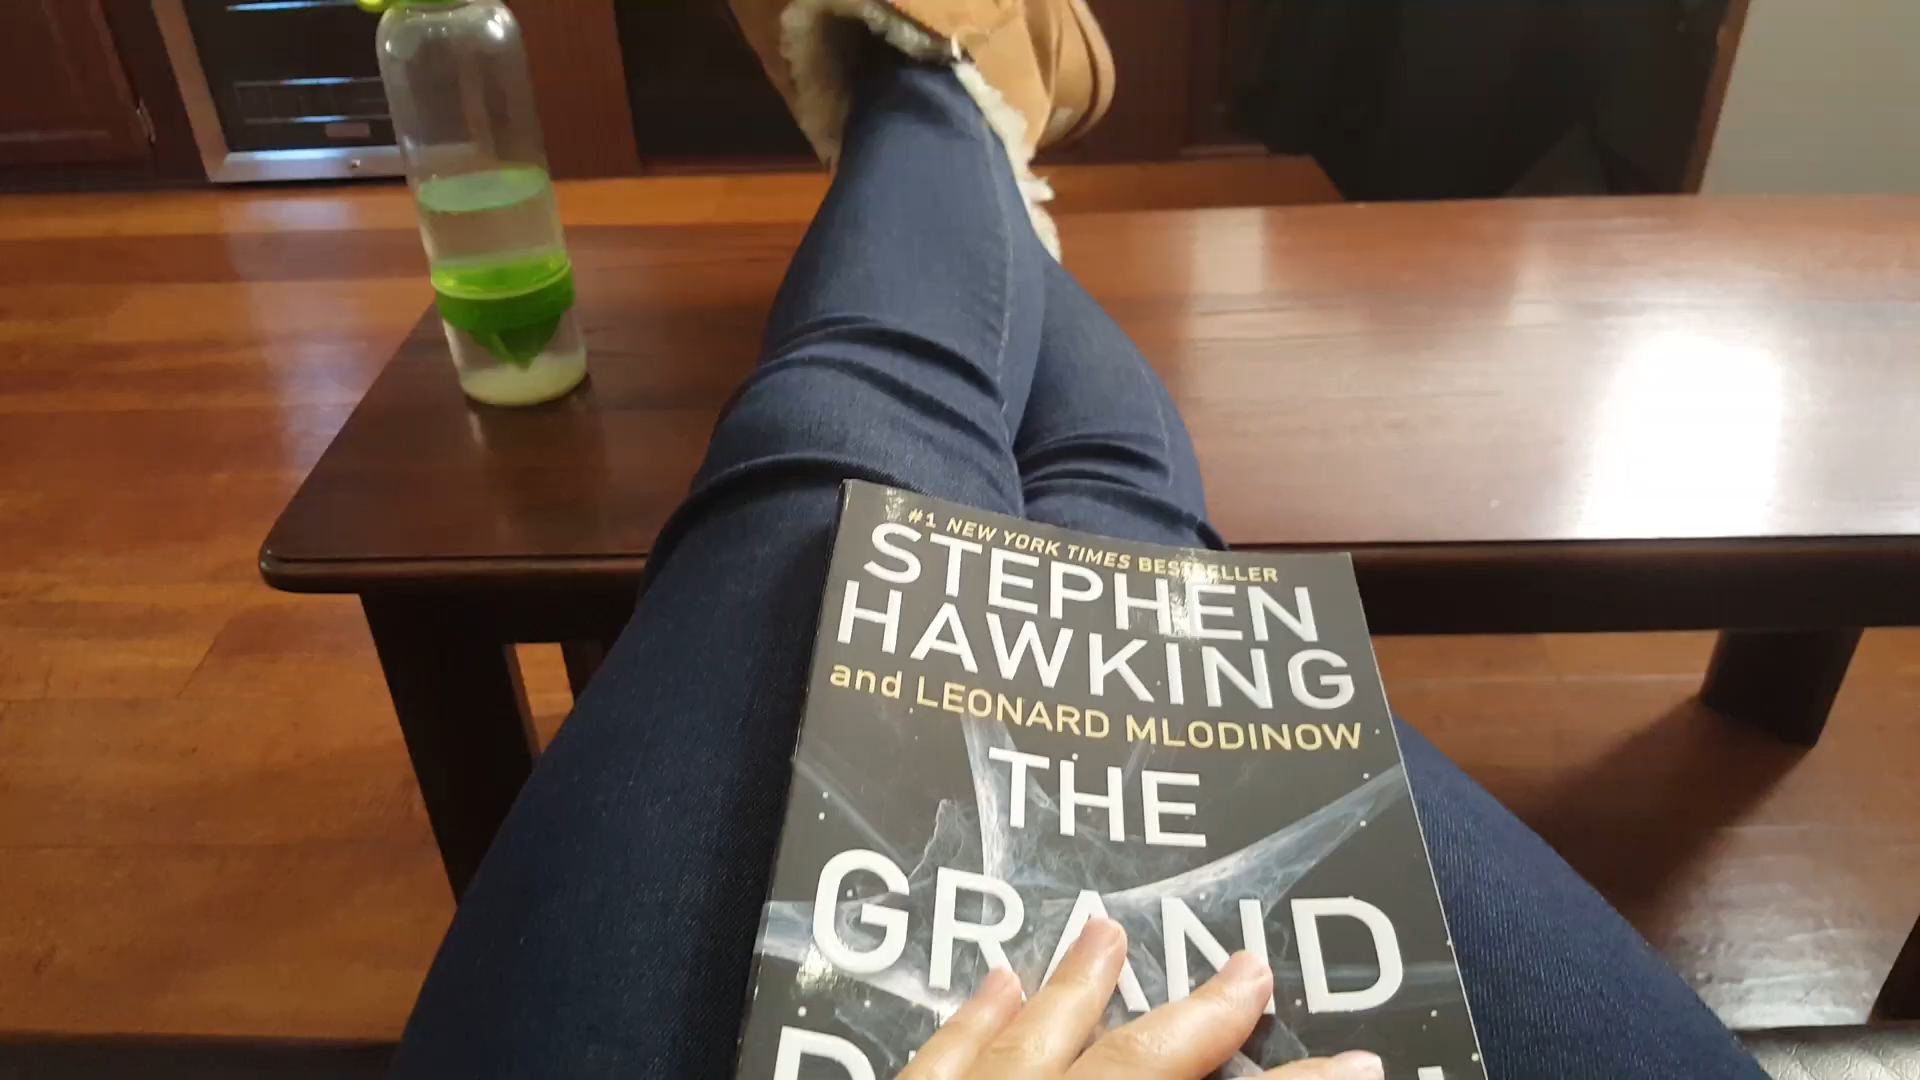 #1 NEW YORK TIMES BESTSELLER
STEPHEN
HAWKING
and LEONARD MLODINOW
THE
GRAND